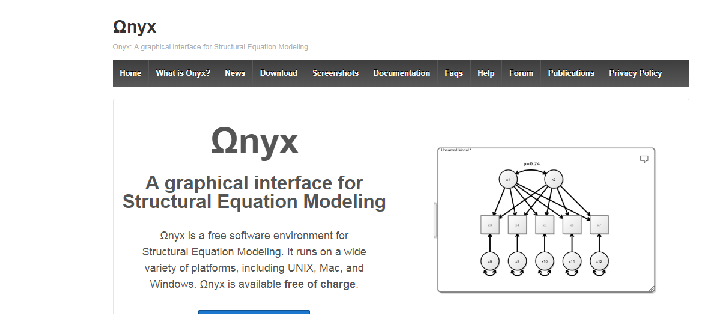 Ωnyx
Onyx: A graphical interface for Structural Equation Modeling
Home What is Onyx? News Download Screenshots Documentation Faqs Help Forum Publications Privacy Policy
Ωnyx
A graphical interface for
Structural Equation Modeling
Ωnyx is a free software environment for
Structural Equation Modeling. It runs on a wide
variety of platforms, including UNIX, Mac, and
Windows. Ωnyx is available free of charge.